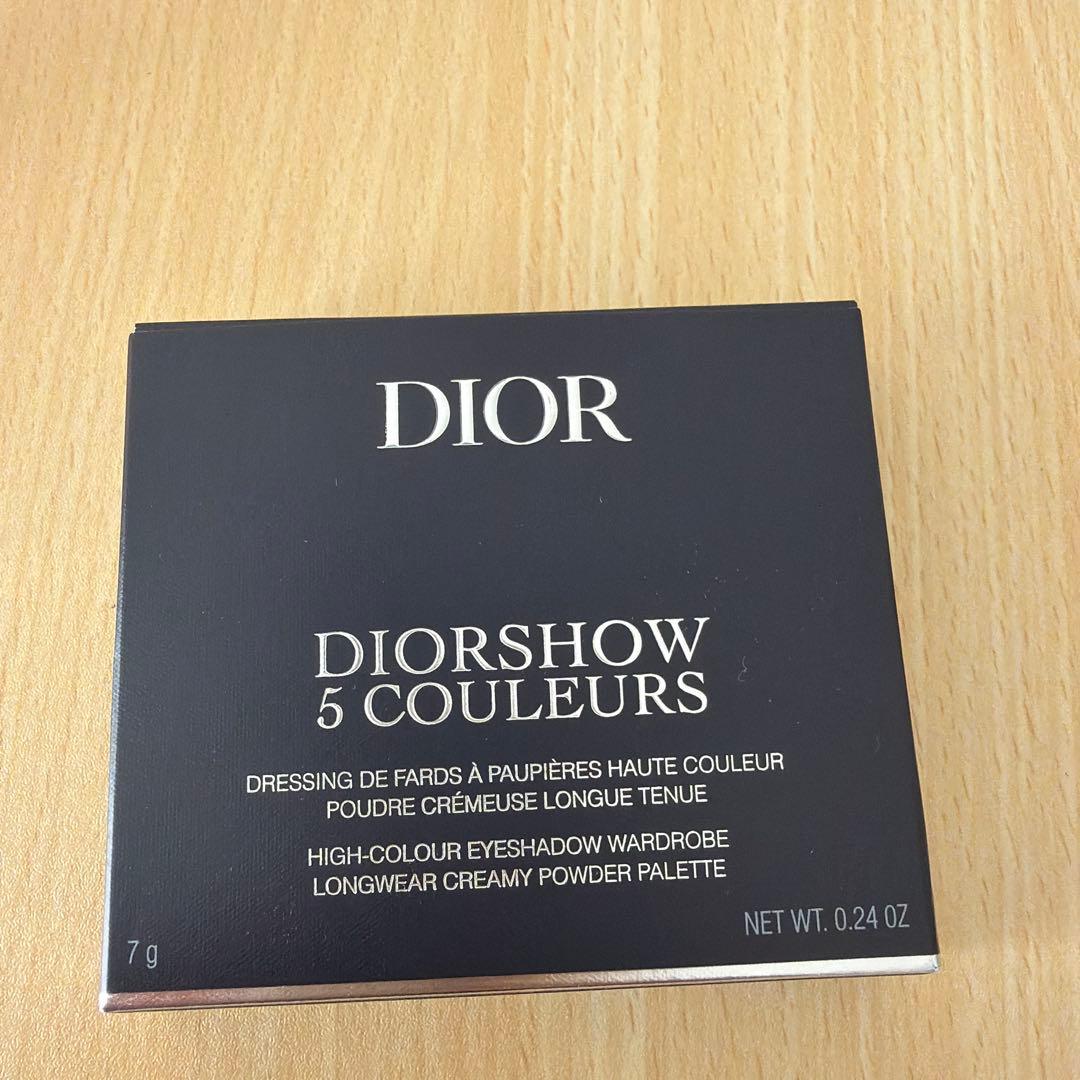 DIOR
DIORSHOW
5 COULEURS
DRESSING DE FARDS À PAUPIÈRES HAUTE COULEUR
POUDRE CRÉMEUSE LONGUE TENUE
HIGH-COLOUR EYESHADOW WARDROBE
LONGWEAR CREAMY POWDER PALETTE
7 g
NET WT. 0.24 OZ